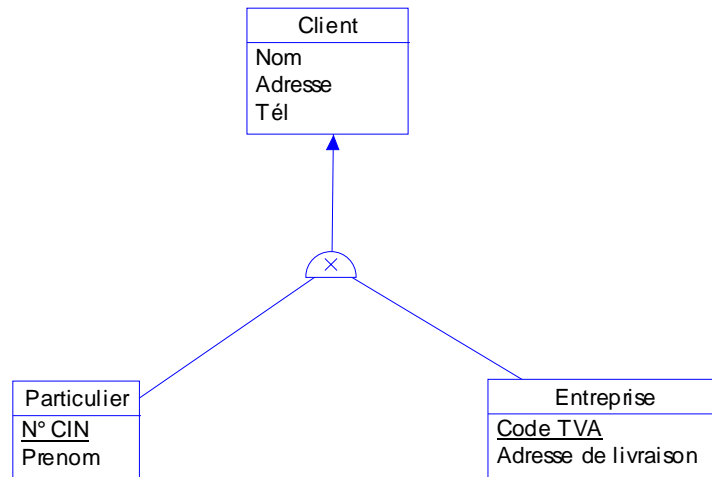 Client
Nom
Adresse
Tél
×
Particulier
N° CIN
Prenom
Entreprise
Code TVA
Adresse de livraison